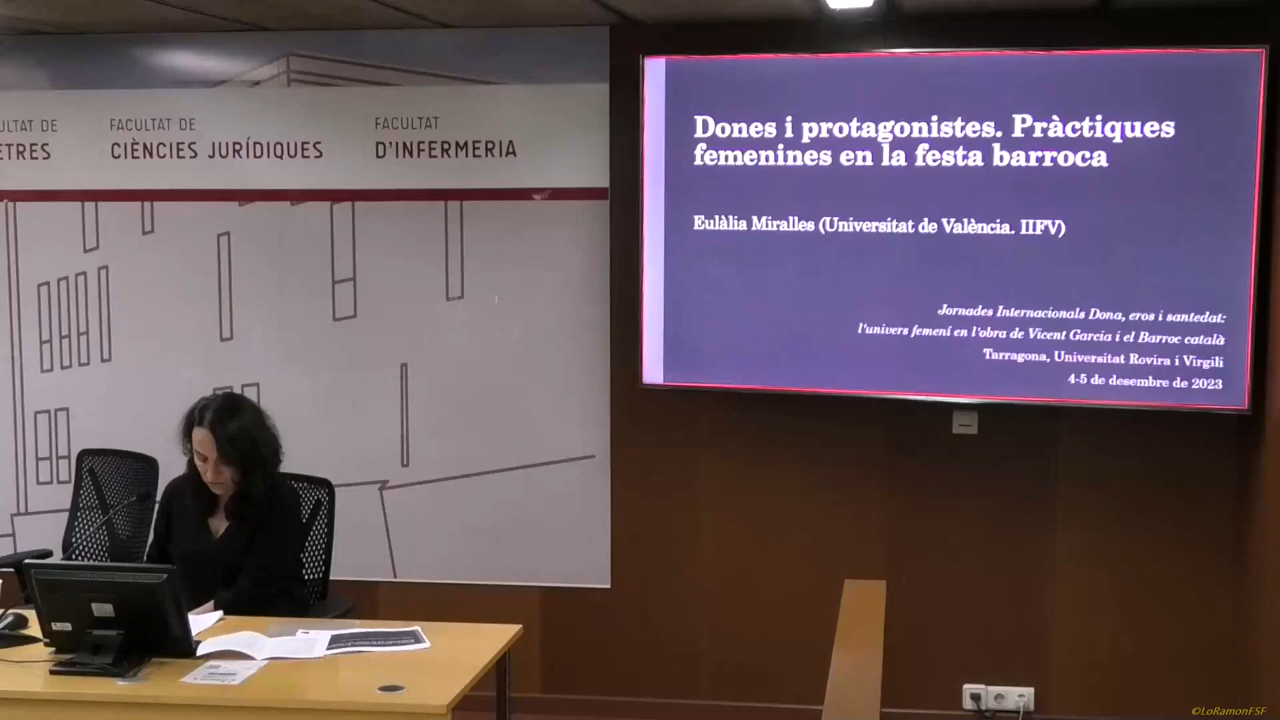 ULTAT DE
ETRES
FACULTAT DE
CIÈNCIES JURÍDIQUES
FACULTAT
D'INFERMERIA
Dones i protagonistes. Pràctiques
femenines en la festa barroca
Eulàlia Miralles (Universitat de València. IIFV)
Jornades Internacionals Dona, eros i santedat:
l'univers femení en l'obra de Vicent Garcia i el Barroc català
Tarragona, Universitat Rovira i Virgili
4-5 de desembre de 2023
©LoRamonFSF